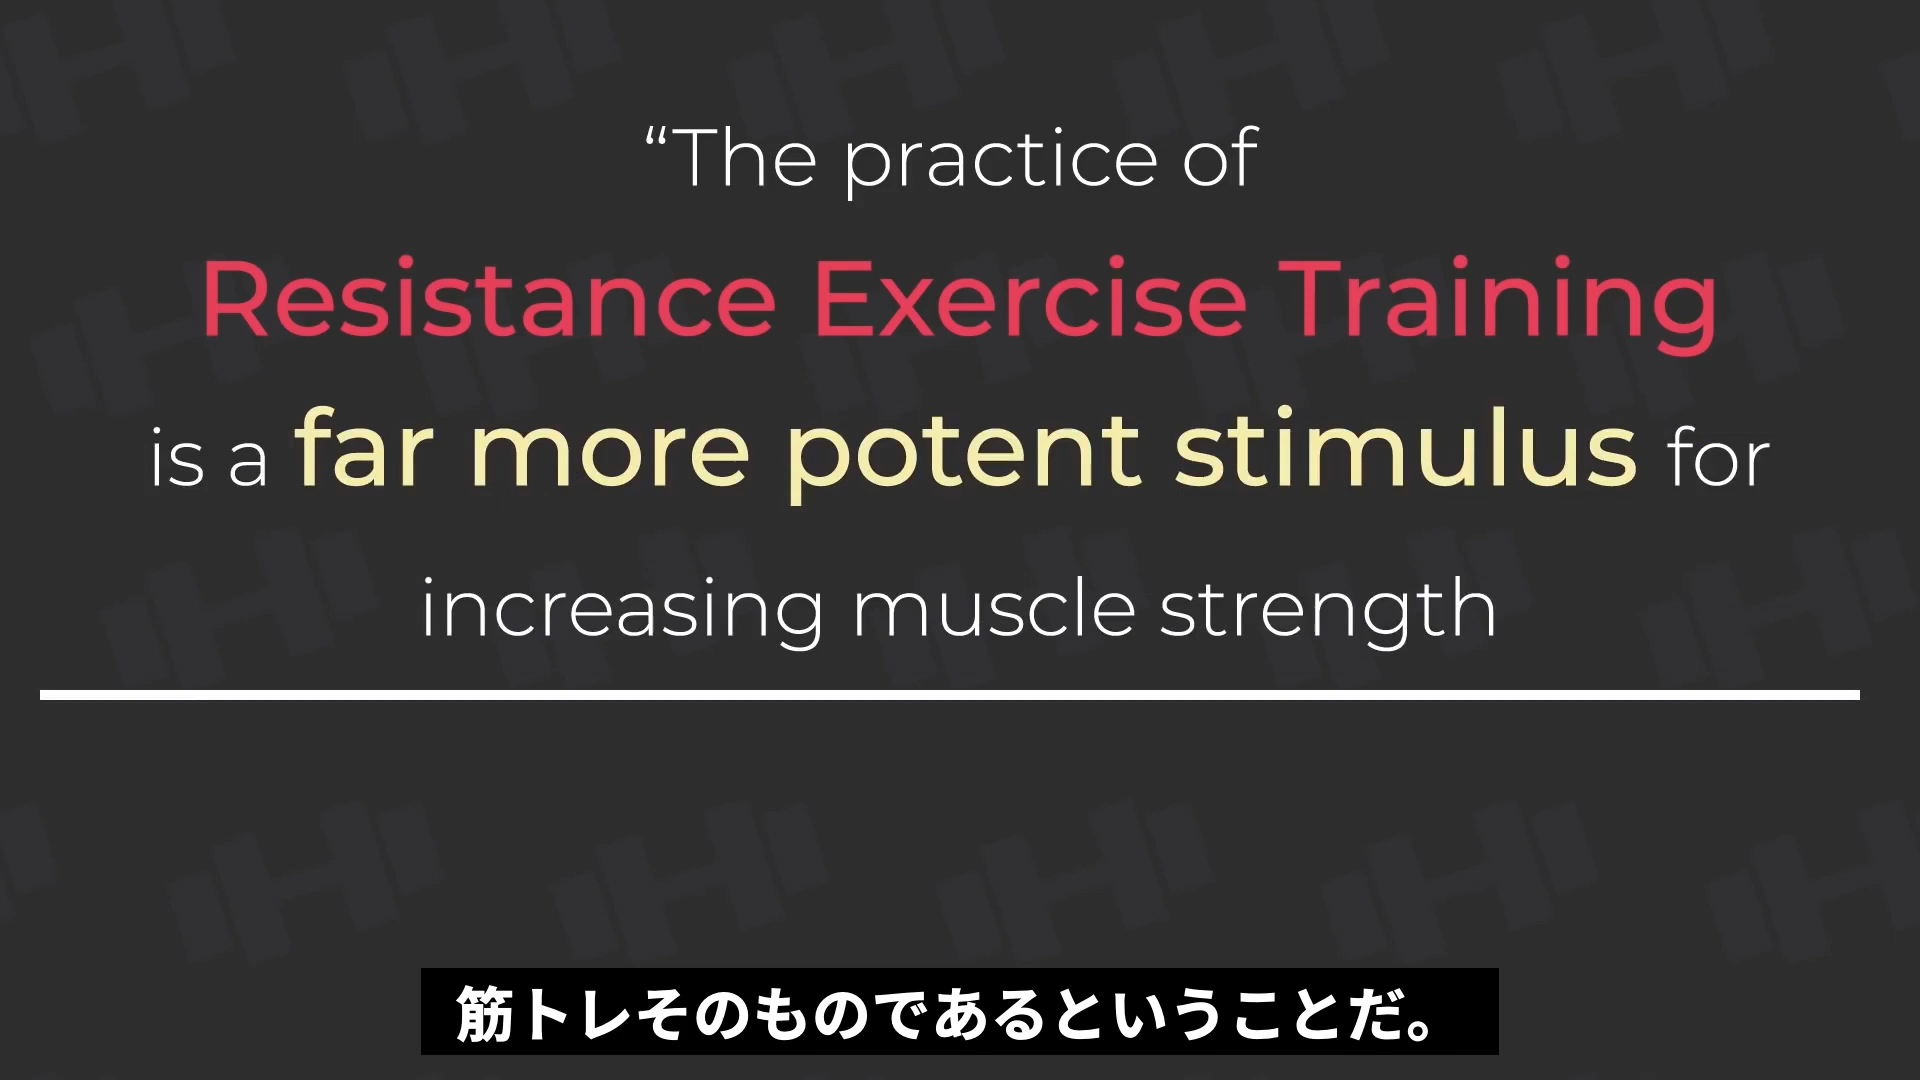 “The practice of
Resistance Exercise Training
is a far more potent stimulus for
increasing muscle strength
筋トレそのものであるということだ。